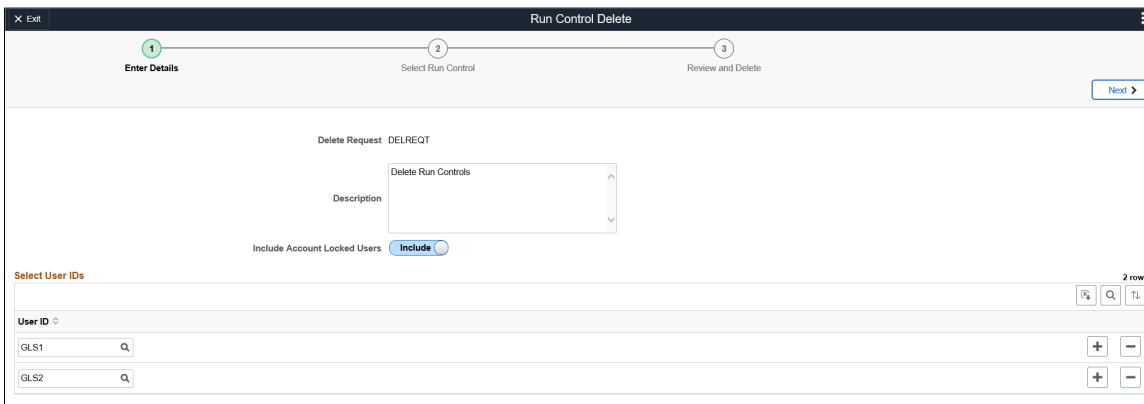 Exit
Run Control Delete
1
2
3
Enter Details
Select Run Control
Review and Delete
Next
Delete Request DELREQT
Description
Delete Run Controls
Include Account Locked Users Include
Select User IDs
2 row
User ID
GLS1
GLS2